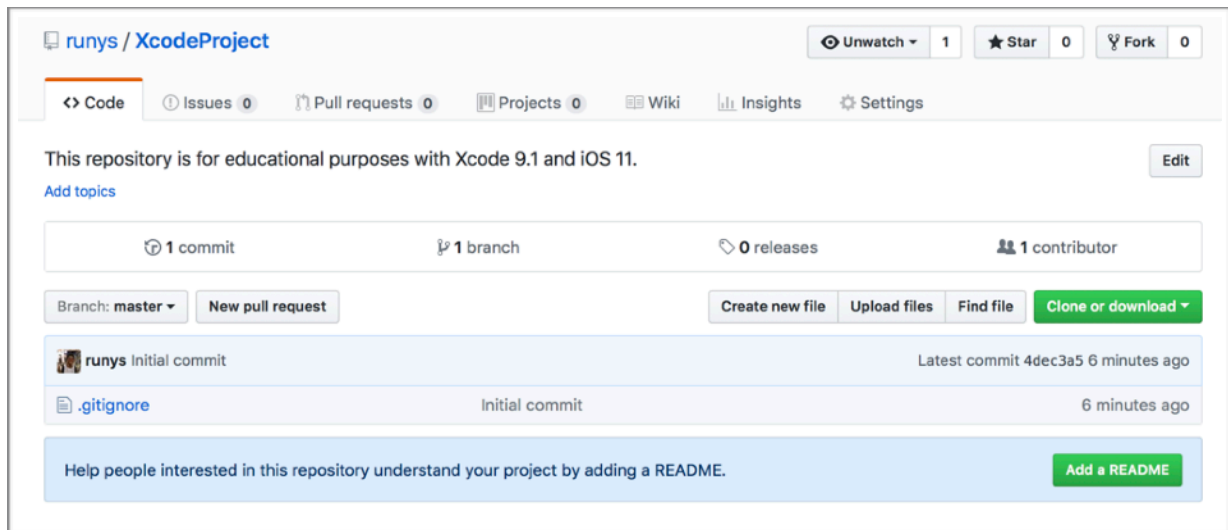 runys / XcodeProject
Unwatch 1 Star 0 Fork 0
Code Issues 0 Pull requests 0 Projects 0 Wiki Insights Settings
This repository is for educational purposes with Xcode 9.1 and iOS 11. Edit
Add topics
1 commit 1 branch 0 releases 1 contributor
Branch: master New pull request Create new file Upload files Find file Clone or download
runys Initial commit Latest commit 4dec3a5 6 minutes ago
.gitignore Initial commit 6 minutes ago
Help people interested in this repository understand your project by adding a README. Add a README